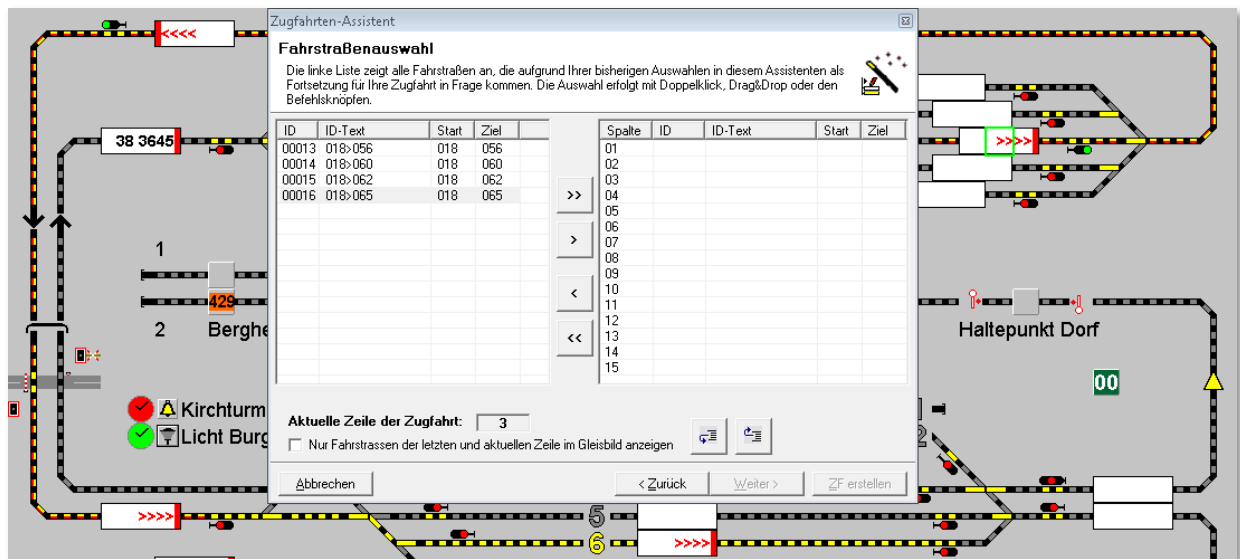 Zugfahrten-Assistent
Fahrstraßenauswahl
Die linke Liste zeigt alle Fahrstraßen an, die aufgrund Ihrer bisherigen Auswahlen in diesem Assistenten als
Fortsetzung für Ihre Zugfahrt in Frage kommen. Die Auswahl erfolgt mit Doppelklick, Drag&Drop oder den
Befehlsknöpfen.
ID ID-Text Start Ziel
00013 018>056 018 056
00014 018>060 018 060
00015 018>062 018 062
00016 018>065 018 065
>>
>
<
<<
Spalte ID ID-Text Start Ziel
01
02
03
04
05
06
07
08
09
10
11
12
13
14
15
Aktuelle Zeile der Zugfahrt: 3
Nur Fahrstrassen der letzten und aktuellen Zeile im Gleisbild anzeigen
Abbrechen
< Zurück
Weiter >
ZF erstellen
<<<<
38 3645
>>>>
1
429
2 Berghe
Haltepunkt Dorf
00
Kirchturm
Licht Burg
2
>>>>
5
6
>>>>